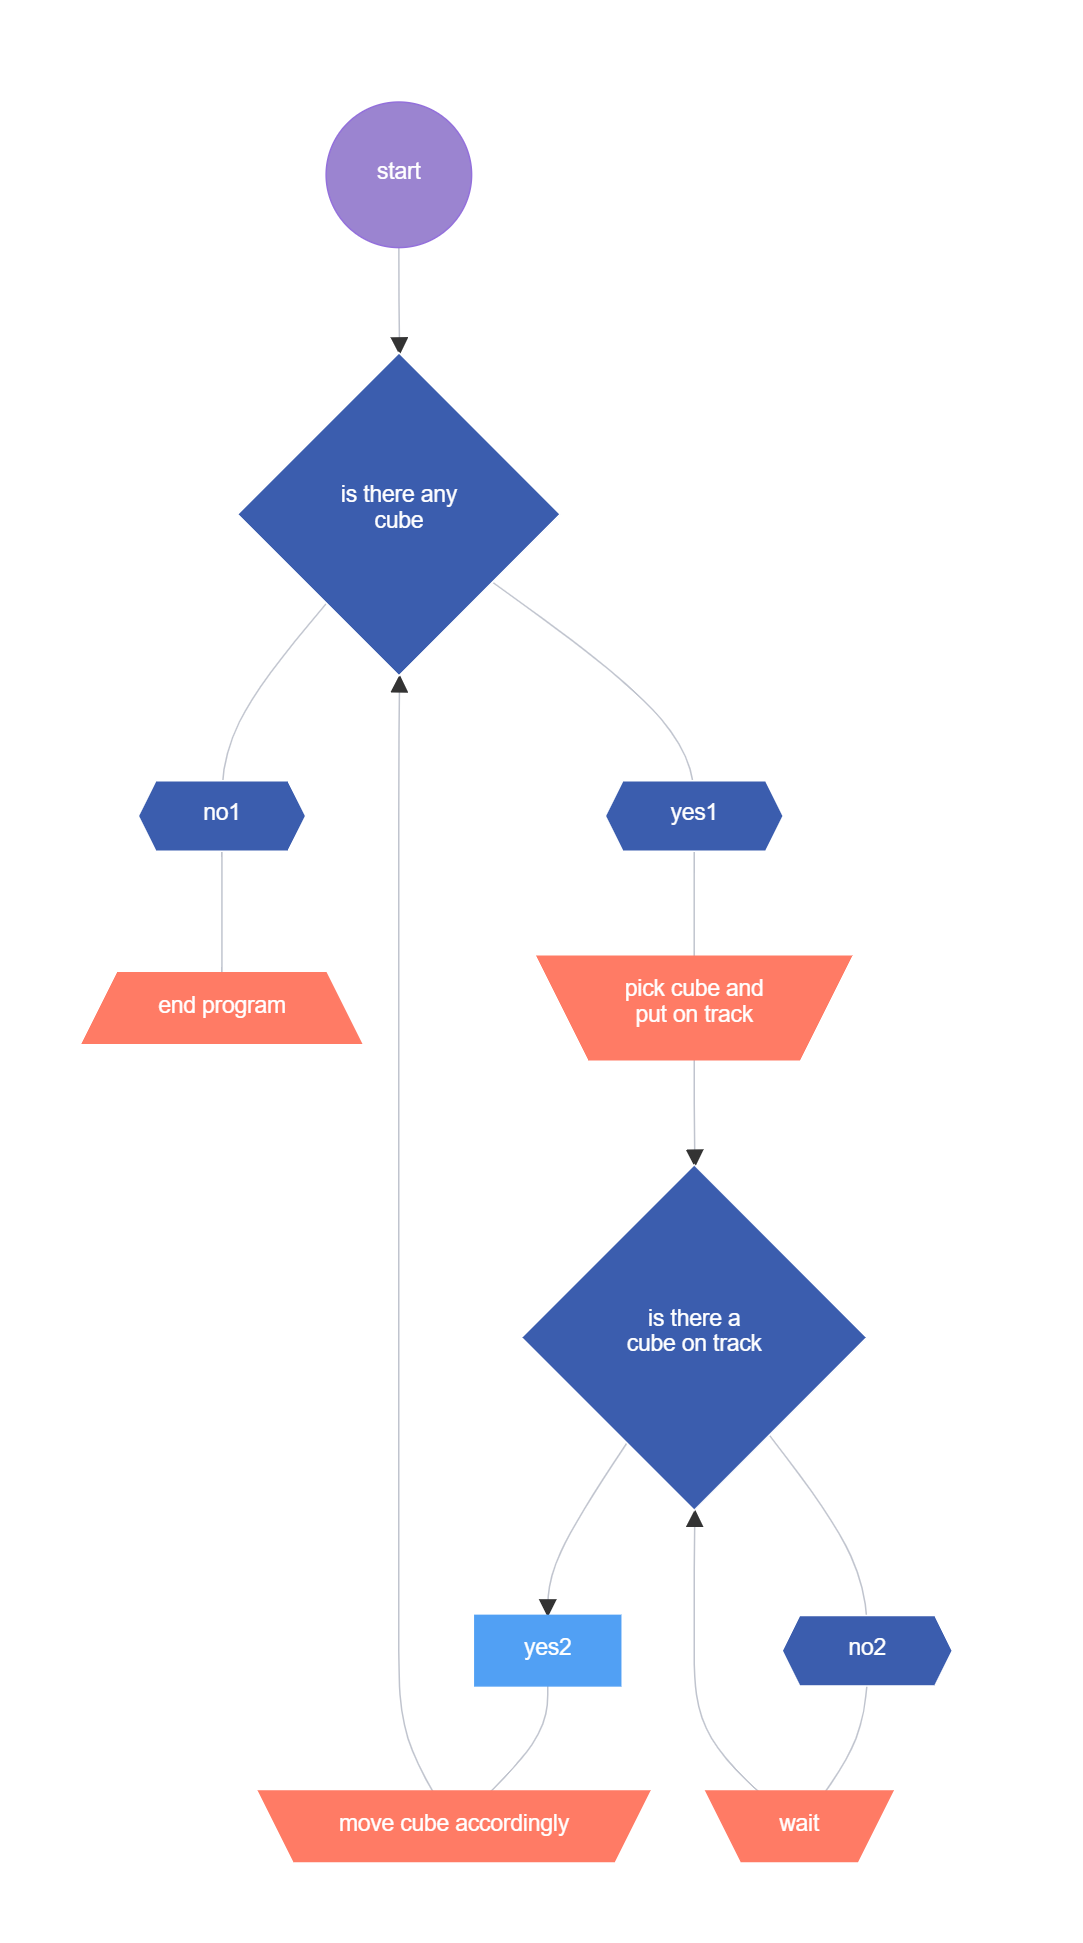 start
is there any
cube
no1
yes1
end program
pick cube and
put on track
is there a
cube on track
yes2
no2
move cube accordingly
wait